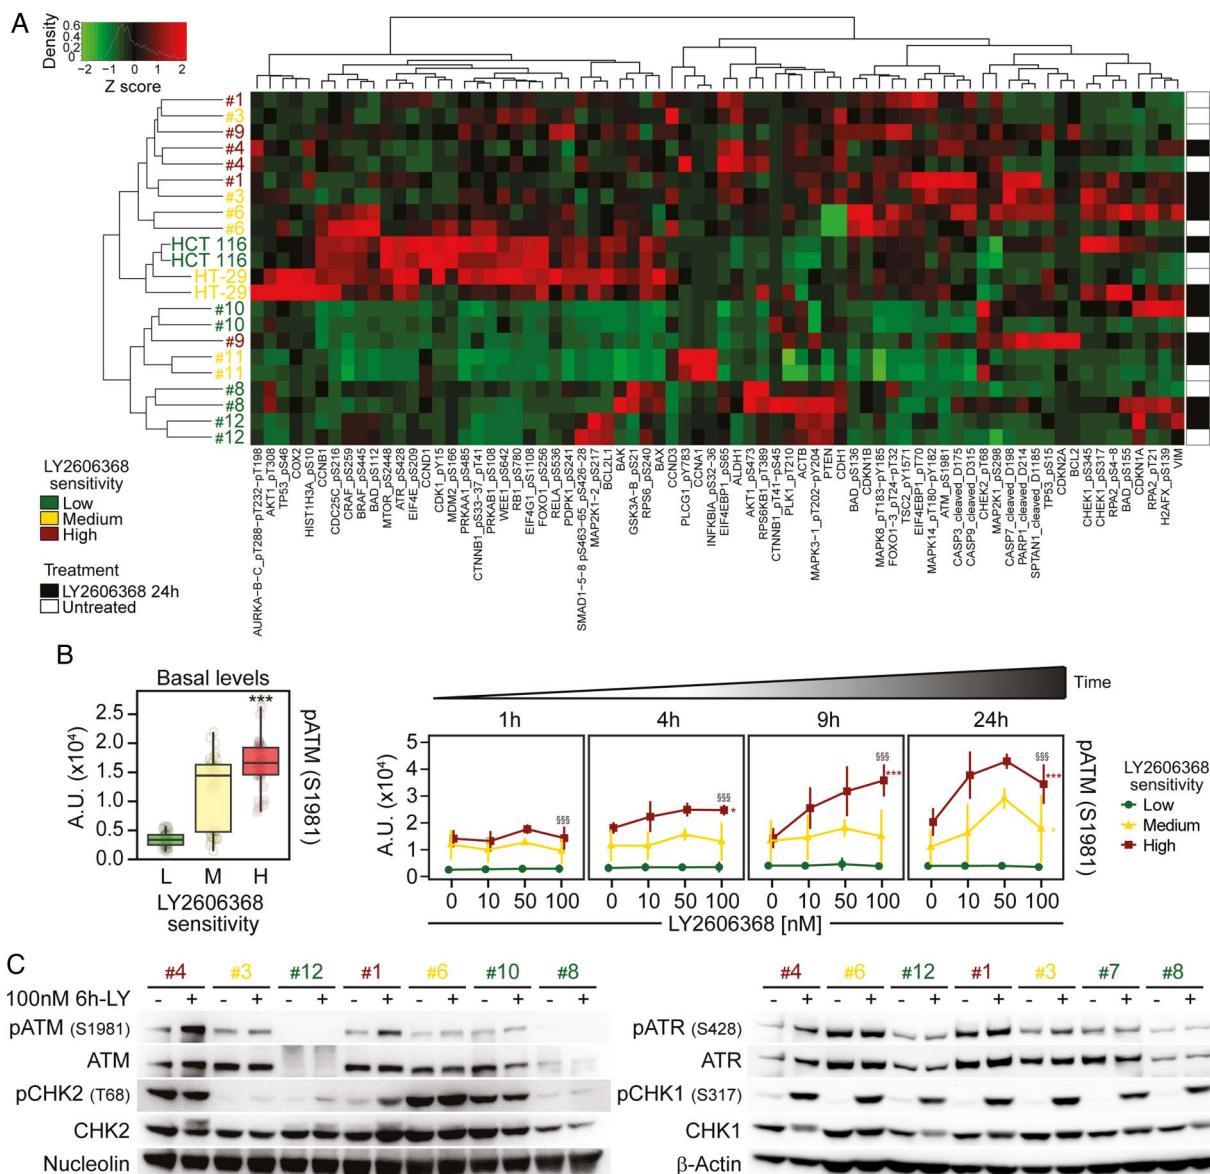 A
Density
0.6
0.4
0.2
0
−2 −1 0 1 2
Z score
#1
#3
#9
#4
#4
#1
#3
#6
#6
HCT 116
HCT 116
HT-29
HT-29
#10
#10
#9
#11
#11
#8
#8
#12
#12
AURKA−B−C_pT288−pT232−pT198
AKT1_pT308
TP53_pS46
COX2
HIST1H3A_pS10
CCNB1
CDC25C_pS216
CRAF_pS259
BRAF_pS445
BAD_pS112
MTOR_pS2448
ATR_pS428
EIF4E_pS209
CCND1
CDK1_pY15
MDM2_pS166
PRKAA1_pS485
CTNNB1_pS33−37_pT41
PRKAB1_pS108
WEE1_pS642
RB1_pS780
EIF4G1_pS1108
FOXO1_pS256
RELA_pS536
PDPK1_pS241
SMAD1−5−8 pS463−65_pS426−28
MAP2K1−2_pS217
BCL2L1
BAK
GSK3A−B_pS21
RPS6_pS240
BAX
CCND3
PLCG1_pY783
CCNA1
INFKBIA_pS32−36
EIF4EBP1_pS65
ALDH1
AKT1_pS473
RPS6KB1_pT389
CTNNB1_pT41−pS45
PLK1_pT210
ACTB
MAPK3−1_pT202−pY204
PTEN
CDH1
BAD_pS136
CDKN1B
MAPK8_pT183−pY185
FOXO1−3_pT24−pT32
TSC2_pY1571
EIF4EBP1_pT70
MAPK14_pT180−pY182
ATM_pS1981
CASP3_cleaved_D175
CASP9_cleaved_D315
CHEK2_pT68
MAP2K1_pS298
CASP7_cleaved_D198
PARP1_cleaved_D214
SPTAN1_cleaved_D1185
TP53_pS15
CDKN2A
BCL2
CHEK1_pS345
CHEK1_pS317
RPA2_pS4−8
BAD_pS155
CDKN1A
RPA2_pT21
H2AFX_pS139
VIM
LY2606368
sensitivity
Low
Medium
High
Treatment
LY2606368 24h
Untreated
B
Basal levels
***
2.5
2.0
1.5
1.0
0.5
0.0
A.U. (x10⁴)
pATM (S1981)
L M H
LY2606368
sensitivity
Time
1h 4h 9h 24h
5
4
3
2
1
0
A.U. (x10⁴)
§§§ §§§ §§§ §§§
* *** *** *
0 10 50 100 0 10 50 100 0 10 50 100 0 10 50 100
LY2606368 [nM]
pATM (S1981)
LY2606368
sensitivity
Low
Medium
High
C
#4 #3 #12 #1 #6 #10 #8
100nM 6h-LY - + - + - + - + - + - + - +
pATM (S1981)
ATM
pCHK2 (T68)
CHK2
Nucleolin
#4 #6 #12 #1 #3 #7 #8
- + - + - + - + - + - + - +
pATR (S428)
ATR
pCHK1 (S317)
CHK1
β-Actin